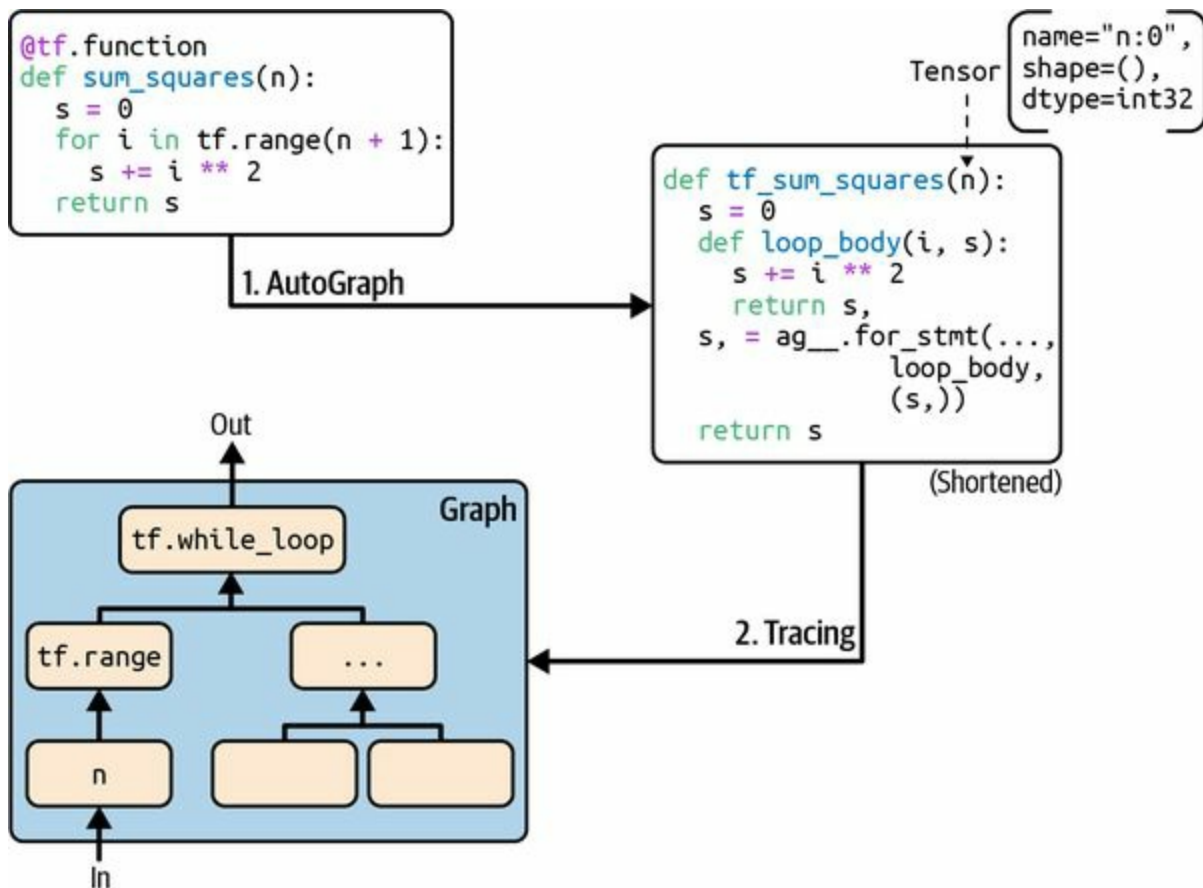 @tf.function
def sum_squares(n):
  s = 0
  for i in tf.range(n + 1):
    s += i ** 2
  return s
Tensor
name="n:0",
shape=(),
dtype=int32
1. AutoGraph
def tf_sum_squares(n):
  s = 0
  def loop_body(i, s):
    s += i ** 2
    return s,
  s, = ag__.for_stmt(...,
             loop_body,
             (s,))
  return s
(Shortened)
2. Tracing
Out
Graph
tf.while_loop
tf.range
...
n
In